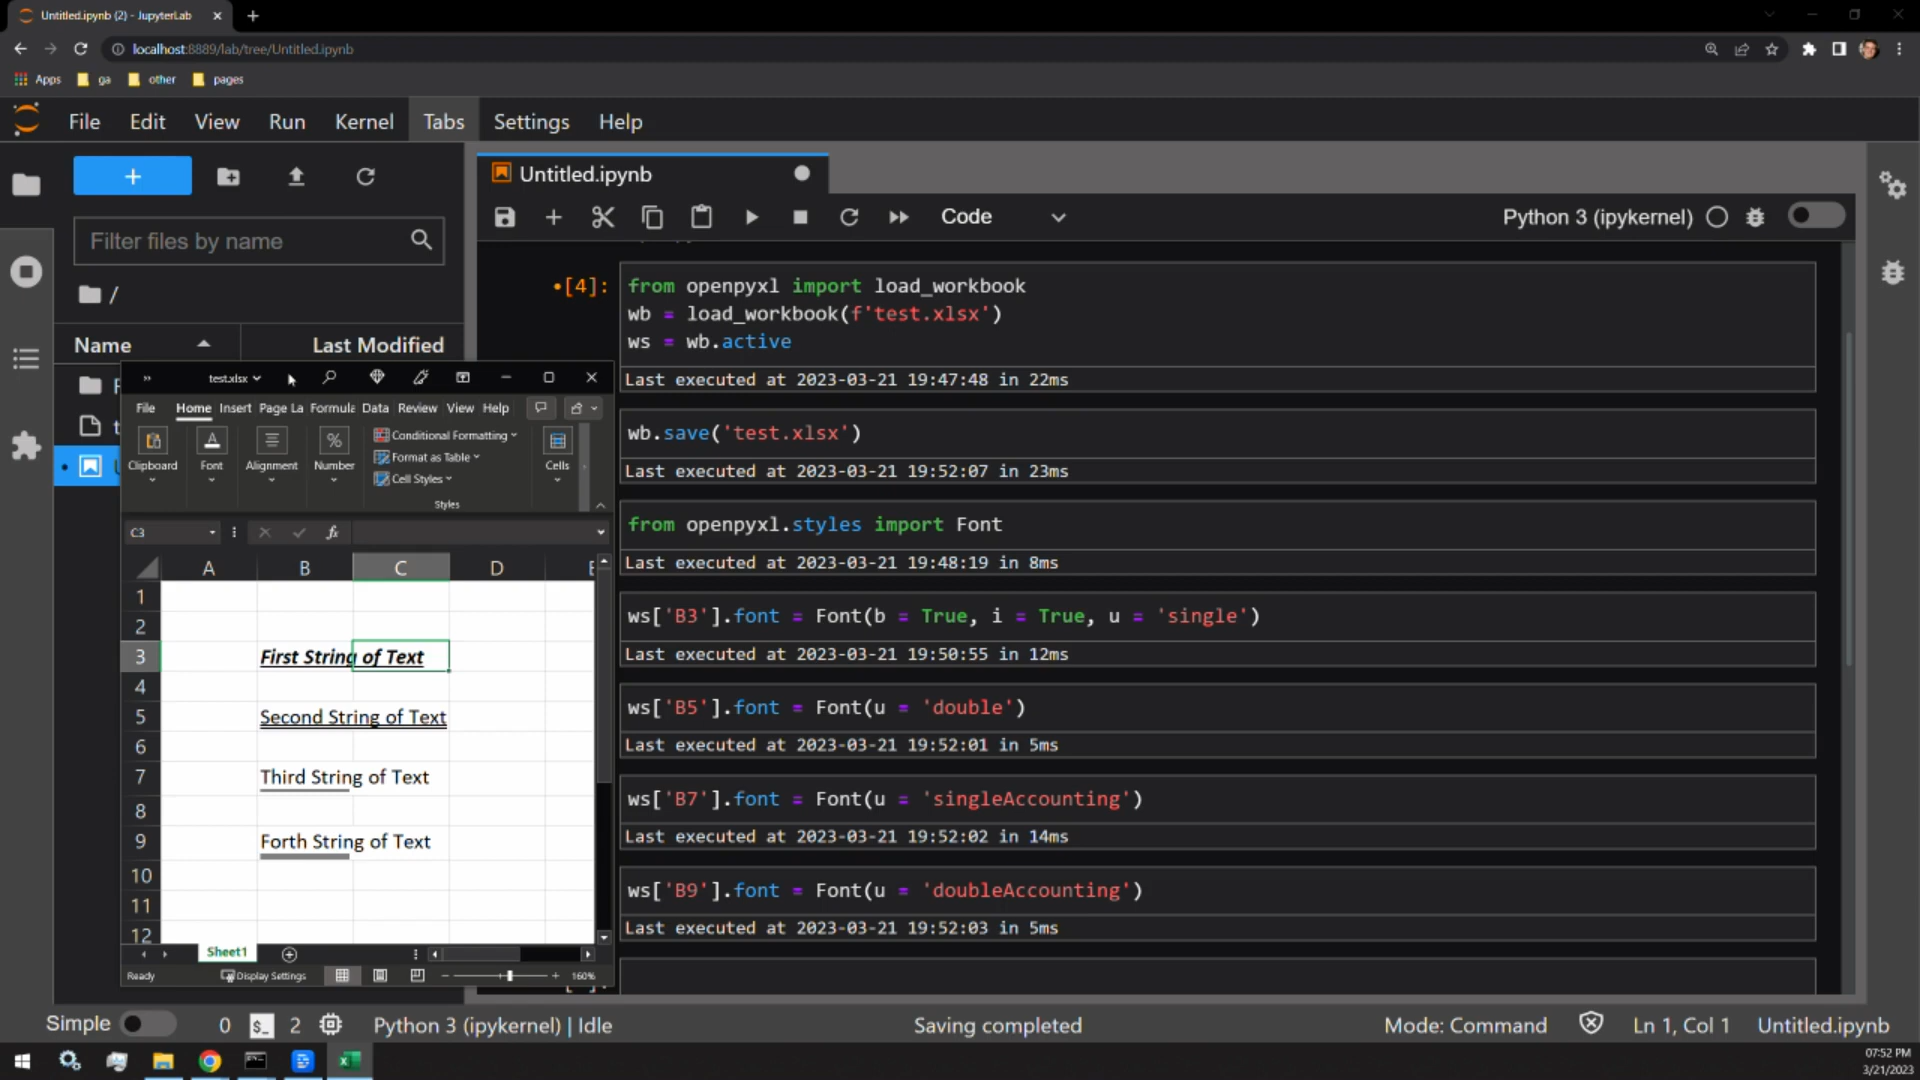 Untitled.ipynb (2) - JupyterLab
localhost:8889/lab/tree/Untitled.ipynb
Apps ga other pages
File Edit View Run Kernel Tabs Settings Help
Untitled.ipynb
Filter files by name
Code
Python 3 (ipykernel)
/
Name Last Modified
[4]:
from openpyxl import load_workbook
wb = load_workbook(f'test.xlsx')
ws = wb.active
Last executed at 2023-03-21 19:47:48 in 22ms
wb.save('test.xlsx')
Last executed at 2023-03-21 19:52:07 in 23ms
from openpyxl.styles import Font
Last executed at 2023-03-21 19:48:19 in 8ms
ws['B3'].font = Font(b = True, i = True, u = 'single')
Last executed at 2023-03-21 19:50:55 in 12ms
ws['B5'].font = Font(u = 'double')
Last executed at 2023-03-21 19:52:01 in 5ms
ws['B7'].font = Font(u = 'singleAccounting')
Last executed at 2023-03-21 19:52:02 in 14ms
ws['B9'].font = Font(u = 'doubleAccounting')
Last executed at 2023-03-21 19:52:03 in 5ms
test.xlsx
File Home Insert Page La Formula Data Review View Help
Clipboard Font Alignment Number
Conditional Formatting
Format as Table
Cell Styles
Styles
Cells
C3 fx
A B C D E
1
2
3 First String of Text
4
5 Second String of Text
6
7 Third String of Text
8
9 Forth String of Text
10
11
12
Sheet1
Ready Display Settings 160%
Simple 0 $_ 2 Python 3 (ipykernel) | Idle Saving completed Mode: Command Ln 1, Col 1 Untitled.ipynb
07:52 PM
3/21/2023